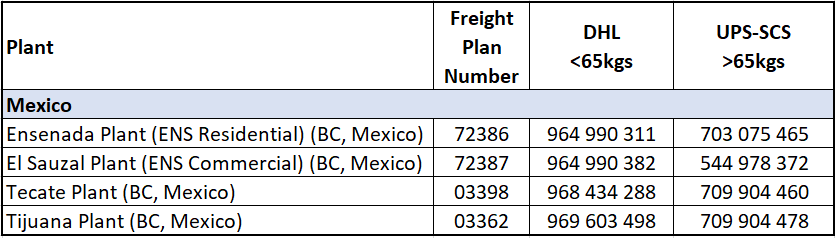 Plant
Freight
Plan
Number
DHL
<65kgs
UPS-SCS
>65kgs
Mexico
Ensenada Plant (ENS Residential) (BC, Mexico) 72386 964 990 311 703 075 465
El Sauzal Plant (ENS Commercial) (BC, Mexico) 72387 964 990 382 544 978 372
Tecate Plant (BC, Mexico) 03398 968 434 288 709 904 460
Tijuana Plant (BC, Mexico) 03362 969 603 498 709 904 478